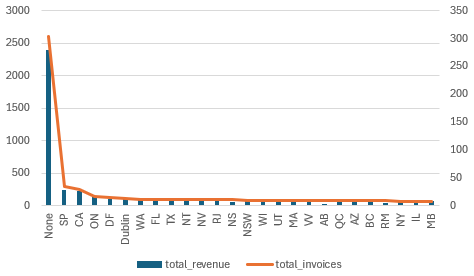 3000
2500
2000
1500
1000
500
0
350
300
250
200
150
100
50
0
None
SP
CA
ON
DF
Dublin
WA
FL
TX
NT
NV
RJ
NS
NSW
WI
UT
MA
VV
AB
QC
AZ
BC
RM
NY
IL
MB
total_revenue
total_invoices